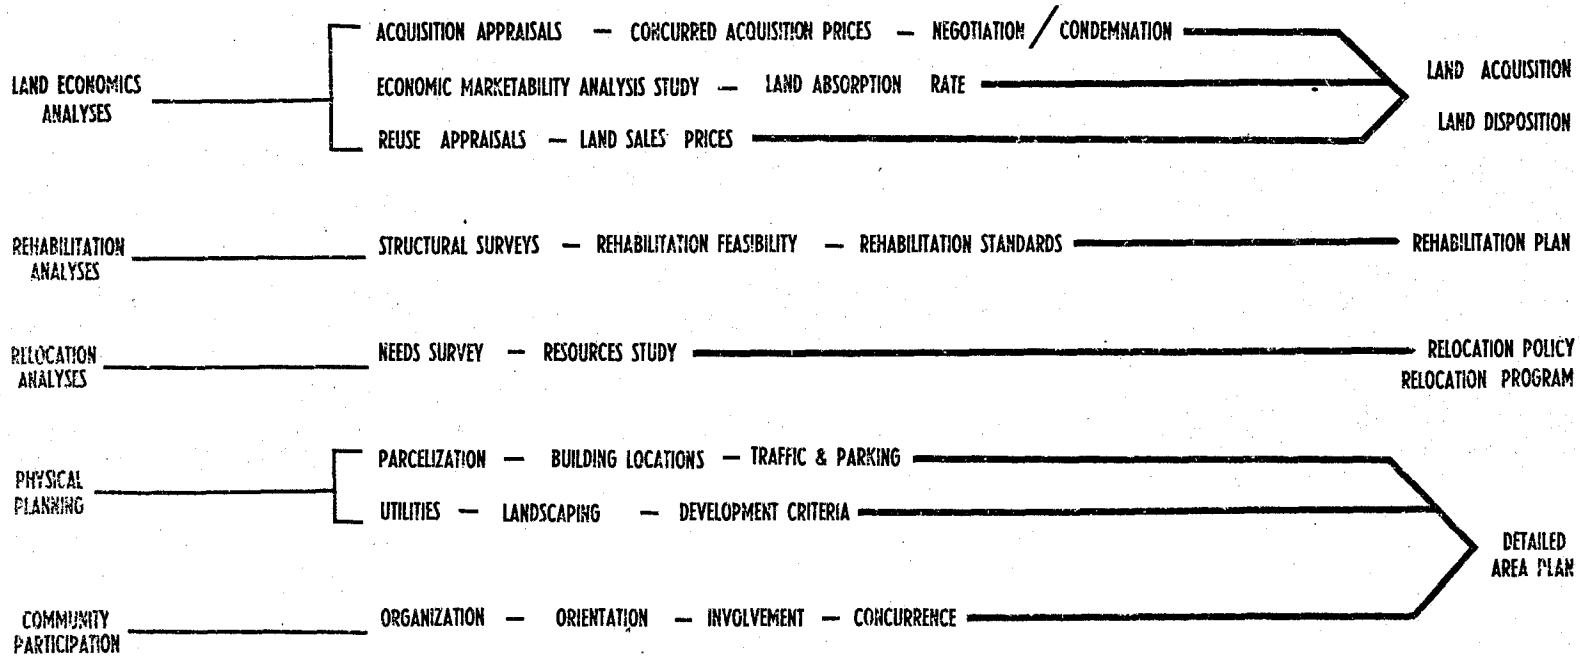 ACQUISITION APPRAISALS — CONCURRED ACQUISITION PRICES — NEGOTIATION / CONDEMNATION
LAND ECONOMICS
ANALYSES
ECONOMIC MARKETABILITY ANALYSIS STUDY — LAND ABSORPTION RATE
LAND ACQUISITION
LAND DISPOSITION
REUSE APPRAISALS — LAND SALES PRICES
REHABILITATION
ANALYSES
STRUCTURAL SURVEYS — REHABILITATION FEASIBILITY — REHABILITATION STANDARDS
REHABILITATION PLAN
RELOCATION
ANALYSES
NEEDS SURVEY — RESOURCES STUDY
RELOCATION POLICY
RELOCATION PROGRAM
PHYSICAL
PLANNING
PARCELIZATION — BUILDING LOCATIONS — TRAFFIC & PARKING
UTILITIES — LANDSCAPING — DEVELOPMENT CRITERIA
DETAILED
AREA PLAN
COMMUNITY
PARTICIPATION
ORGANIZATION — ORIENTATION — INVOLVEMENT — CONCURRENCE